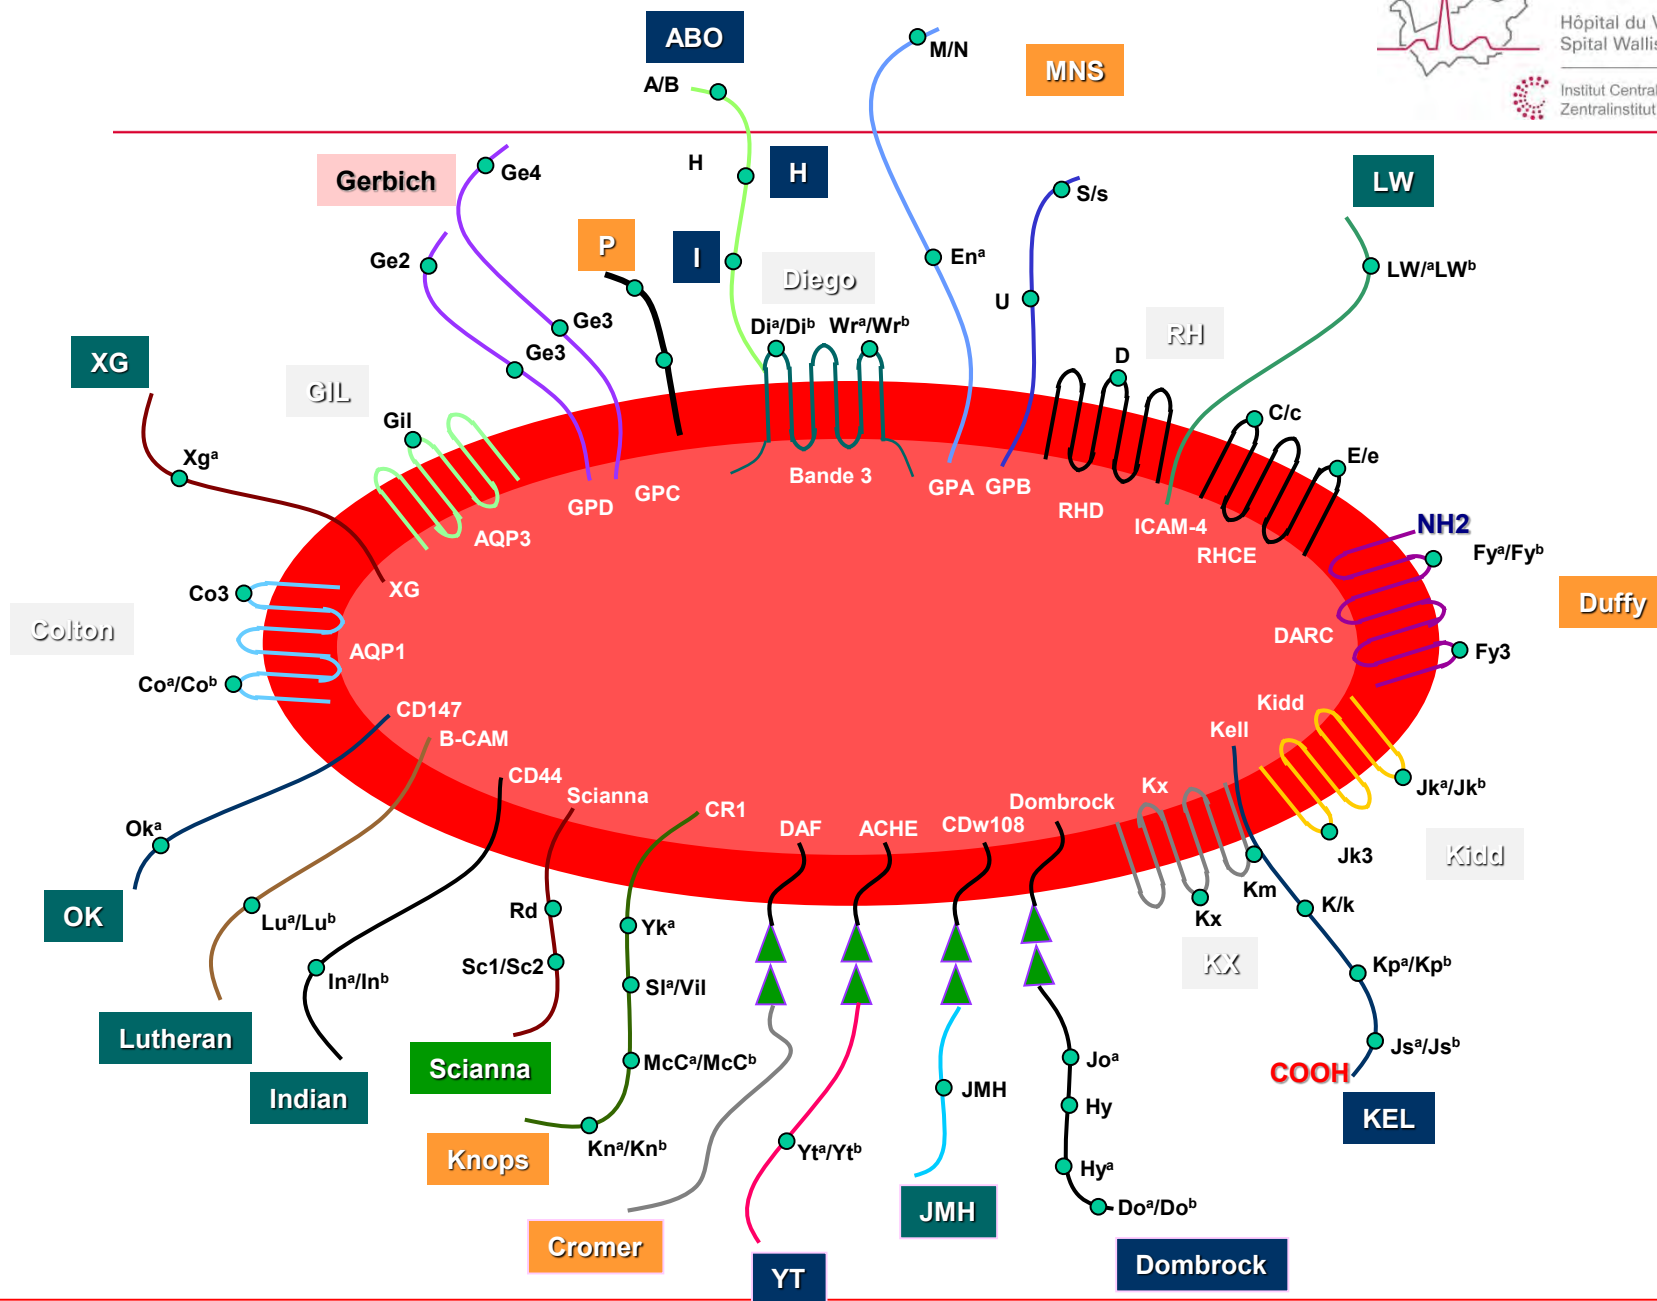 Hôpital du V
Spital Wallis
Institut Central
Zentralinstitut
ABO
A/B
M/N
MNS
Gerbich
Ge4
H
H
LW
S/s
P
I
Ge2
Enᵃ
Diego
LW/ᵃLWᵇ
U
Ge3
Diᵃ/Diᵇ
Wrᵃ/Wrᵇ
RH
XG
Ge3
D
GIL
Gil
C/c
Xgᵃ
E/e
Bande 3
GPA
GPB
GPC
GPD
RHD
ICAM-4
NH2
AQP3
RHCE
Fyᵃ/Fyᵇ
XG
Co3
Duffy
Colton
DARC
AQP1
Fy3
Coᵃ/Coᵇ
CD147
Kidd
B-CAM
Kell
CD44
Scianna
Kx
Jkᵃ/Jkᵇ
CR1
Dombrock
DAF
ACHE
CDw108
Okᵃ
Jk3
Kidd
Km
OK
Luᵃ/Luᵇ
Rd
Ykᵃ
Kx
K/k
KX
Sc1/Sc2
Kpᵃ/Kpᵇ
Inᵃ/Inᵇ
Slᵃ/Vil
Lutheran
Jsᵃ/Jsᵇ
Scianna
McCᵃ/McCᵇ
Joᵃ
COOH
Indian
JMH
Hy
KEL
Knᵃ/Knᵇ
Knops
Ytᵃ/Ytᵇ
Hyᵃ
JMH
Doᵃ/Doᵇ
Cromer
YT
Dombrock